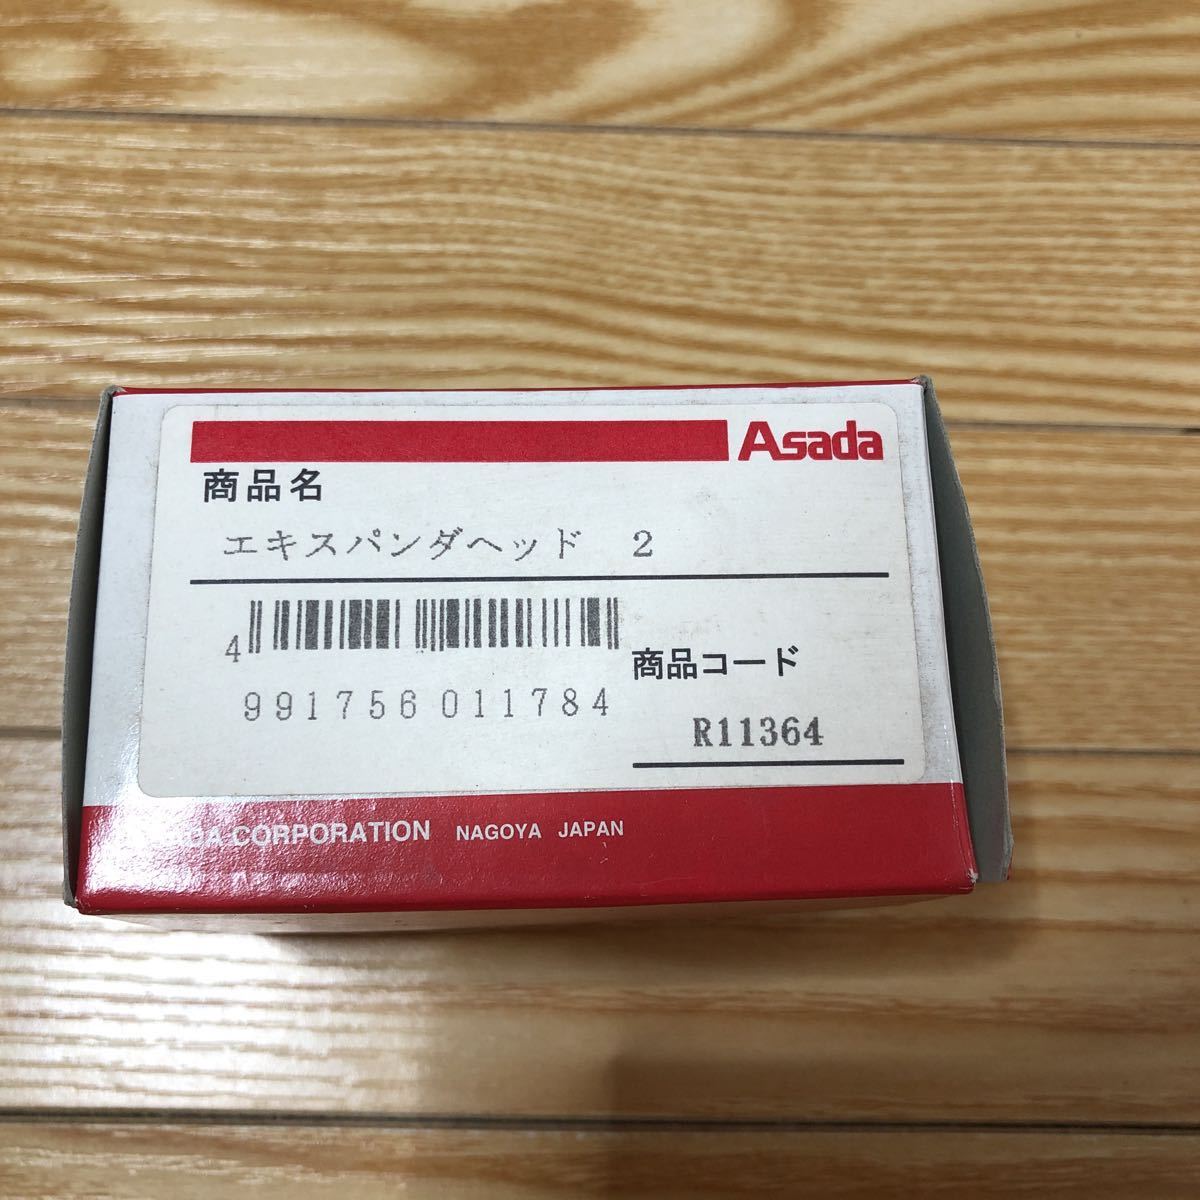 Asada
商品名
エキスパンダヘッド 2
4 991756 011784
商品コード
R11364
CORPORATION NAGOYA JAPAN